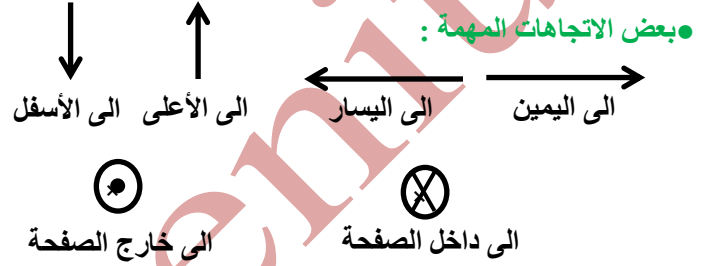 ●بعض الاتجاهات المهمة :
الى اليمين الى اليسار الى الأعلى الى الأسفل
الى داخل الصفحة الى خارج الصفحة